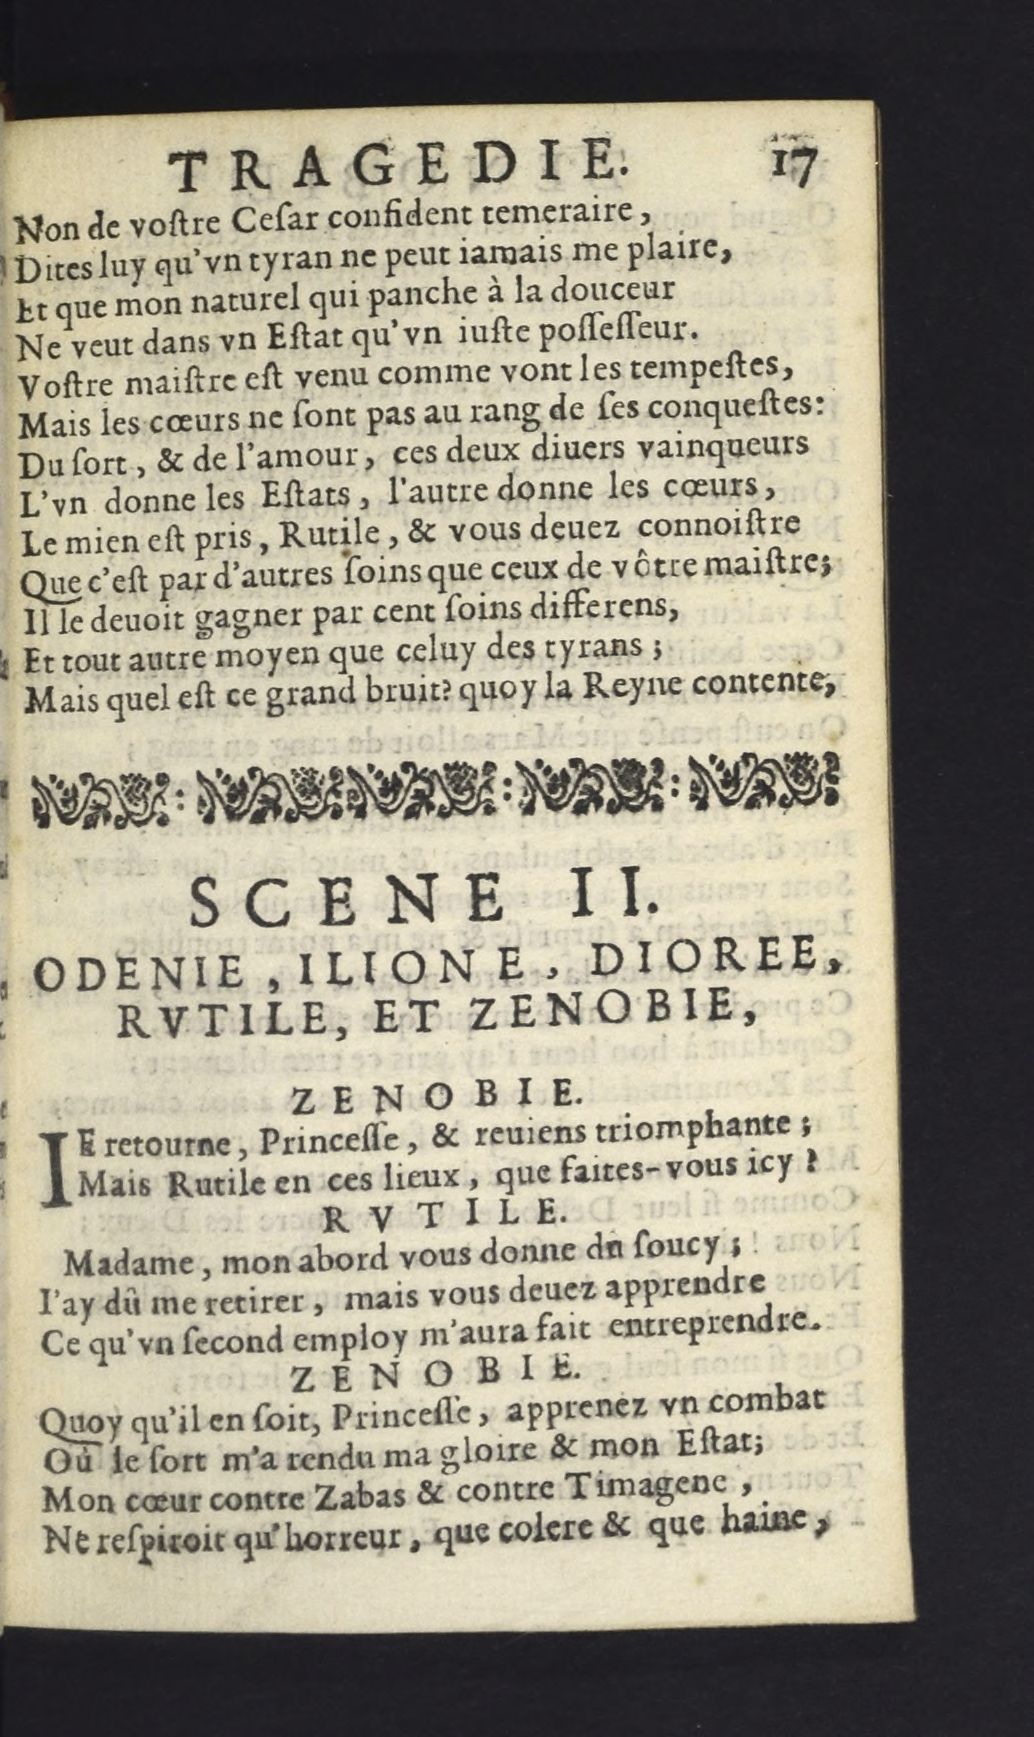 TRAGEDIE. 17
Non de voſtre Ceſar confident temeraire,
Dites luy qu'vn tyran ne peut iamais me plaire,
Et que mon naturel qui panche à la douceur
Ne veut dans vn Eſtat qu'vn iuſte poſſeſſeur.
Voſtre maiſtre eſt venu comme vont les tempeſtes,
Mais les cœurs ne ſont pas au rang de ſes conqueſtes:
Du ſort, & de l'amour, ces deux diuers vainqueurs
L'vn donne les Eſtats, l'autre donne les cœurs,
Le mien eſt pris, Rutile, & vous deuez connoiſtre
Que c'eſt par d'autres ſoins que ceux de vôtre maiſtre;
Il le deuoit gagner par cent ſoins differens,
Et tout autre moyen que celuy des tyrans;
Mais quel eſt ce grand bruit? quoy la Reyne contente,
SCENE II.
ODENIE, ILIONE, DIOREE,
RVTILE, ET ZENOBIE,
ZENOBIE.
IE retourne, Princeſſe, & reuiens triomphante;
Mais Rutile en ces lieux, que faites-vous icy?
RVTILE.
Madame, mon abord vous donne du ſoucy;
I'ay dû me retirer, mais vous deuez apprendre
Ce qu'vn ſecond employ m'aura fait entreprendre.
ZENOBIE.
Quoy qu'il en ſoit, Princeſſe, apprenez vn combat
Où le ſort m'a rendu ma gloire & mon Eſtat;
Mon cœur contre Zabas & contre Timagene,
Ne reſpiroit qu'horreur, que colere & que haine,